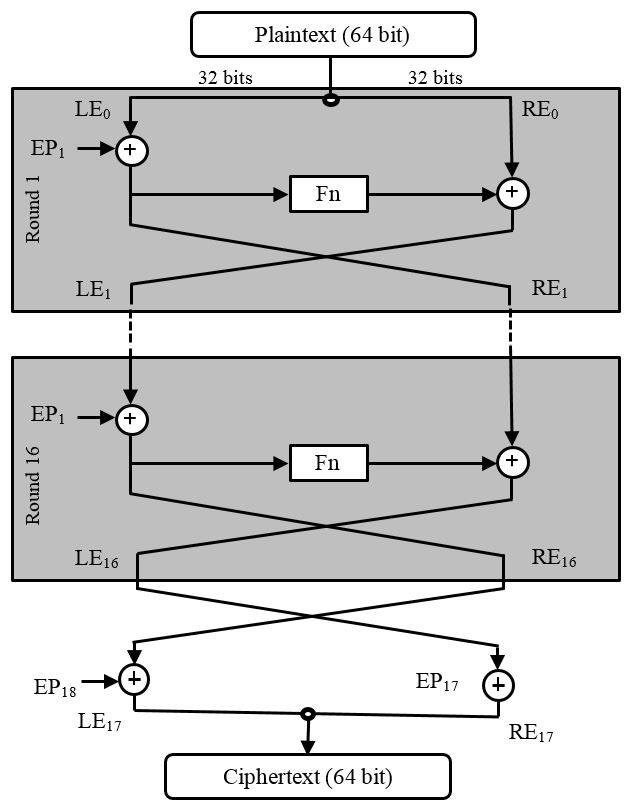 Plaintext (64 bit)
32 bits 32 bits
LE0 RE0
EP1 +
Round 1
Fn +
LE1 RE1
EP1 +
Round 16
Fn +
LE16 RE16
EP18 + EP17 +
LE17 RE17
Ciphertext (64 bit)